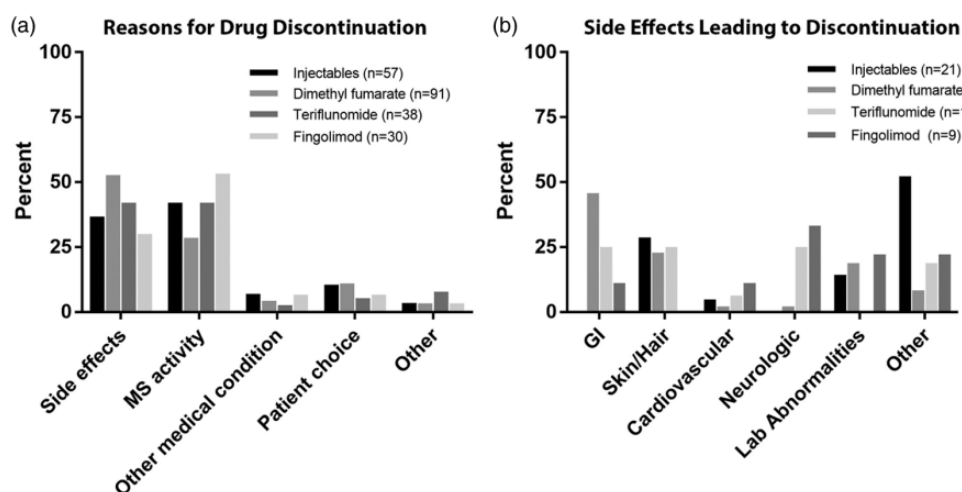 (a) Reasons for Drug Discontinuation
100
75
50
25
0
Percent
Injectables (n=57)
Dimethyl fumarate (n=91)
Teriflunomide (n=38)
Fingolimod (n=30)
Side effects
MS activity
Other medical condition
Patient choice
Other
(b) Side Effects Leading to Discontinuation
100
75
50
25
0
Percent
Injectables (n=21)
Dimethyl fumarate
Teriflunomide (n=
Fingolimod (n=9)
GI
Skin/Hair
Cardiovascular
Neurologic
Lab Abnormalities
Other